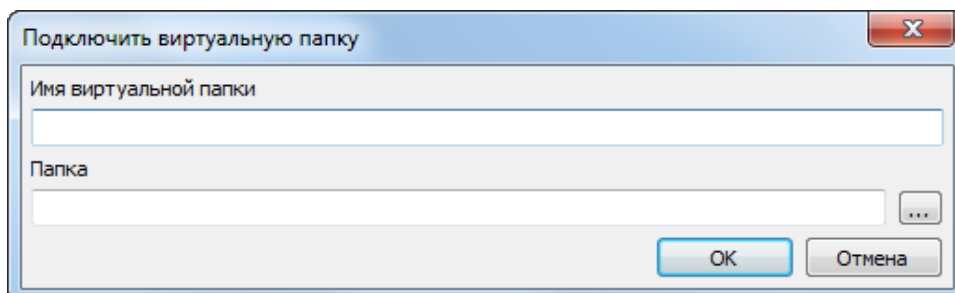 Подключить виртуальную папку
Имя виртуальной папки
Папка
...
OK Отмена